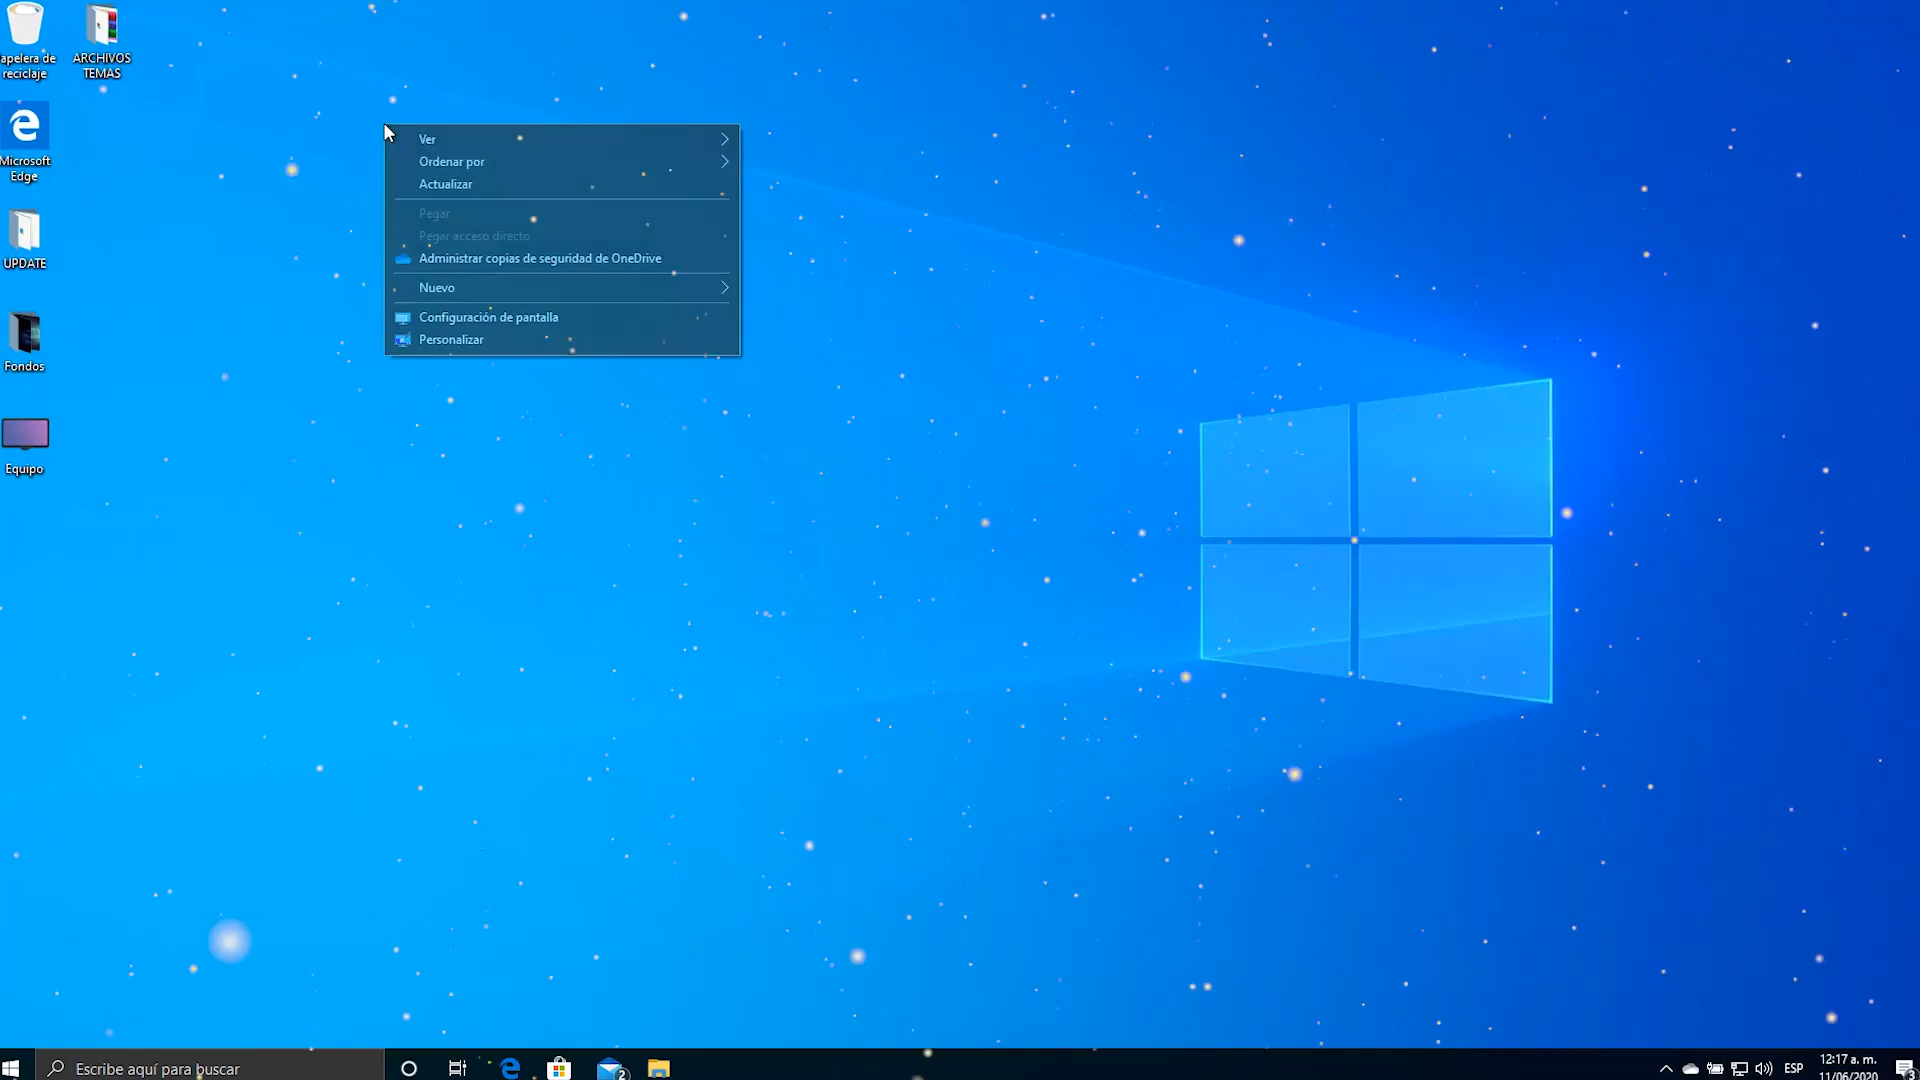 apelera de
reciclaje
ARCHIVOS
TEMAS
Microsoft
Edge
UPDATE
Fondos
Equipo
Ver
Ordenar por
Actualizar
Pegar
Pegar acceso directo
Administrar copias de seguridad de OneDrive
Nuevo
Configuración de pantalla
Personalizar
Escribe aquí para buscar
2
ESP
12:17 a. m.
11/06/2020
3